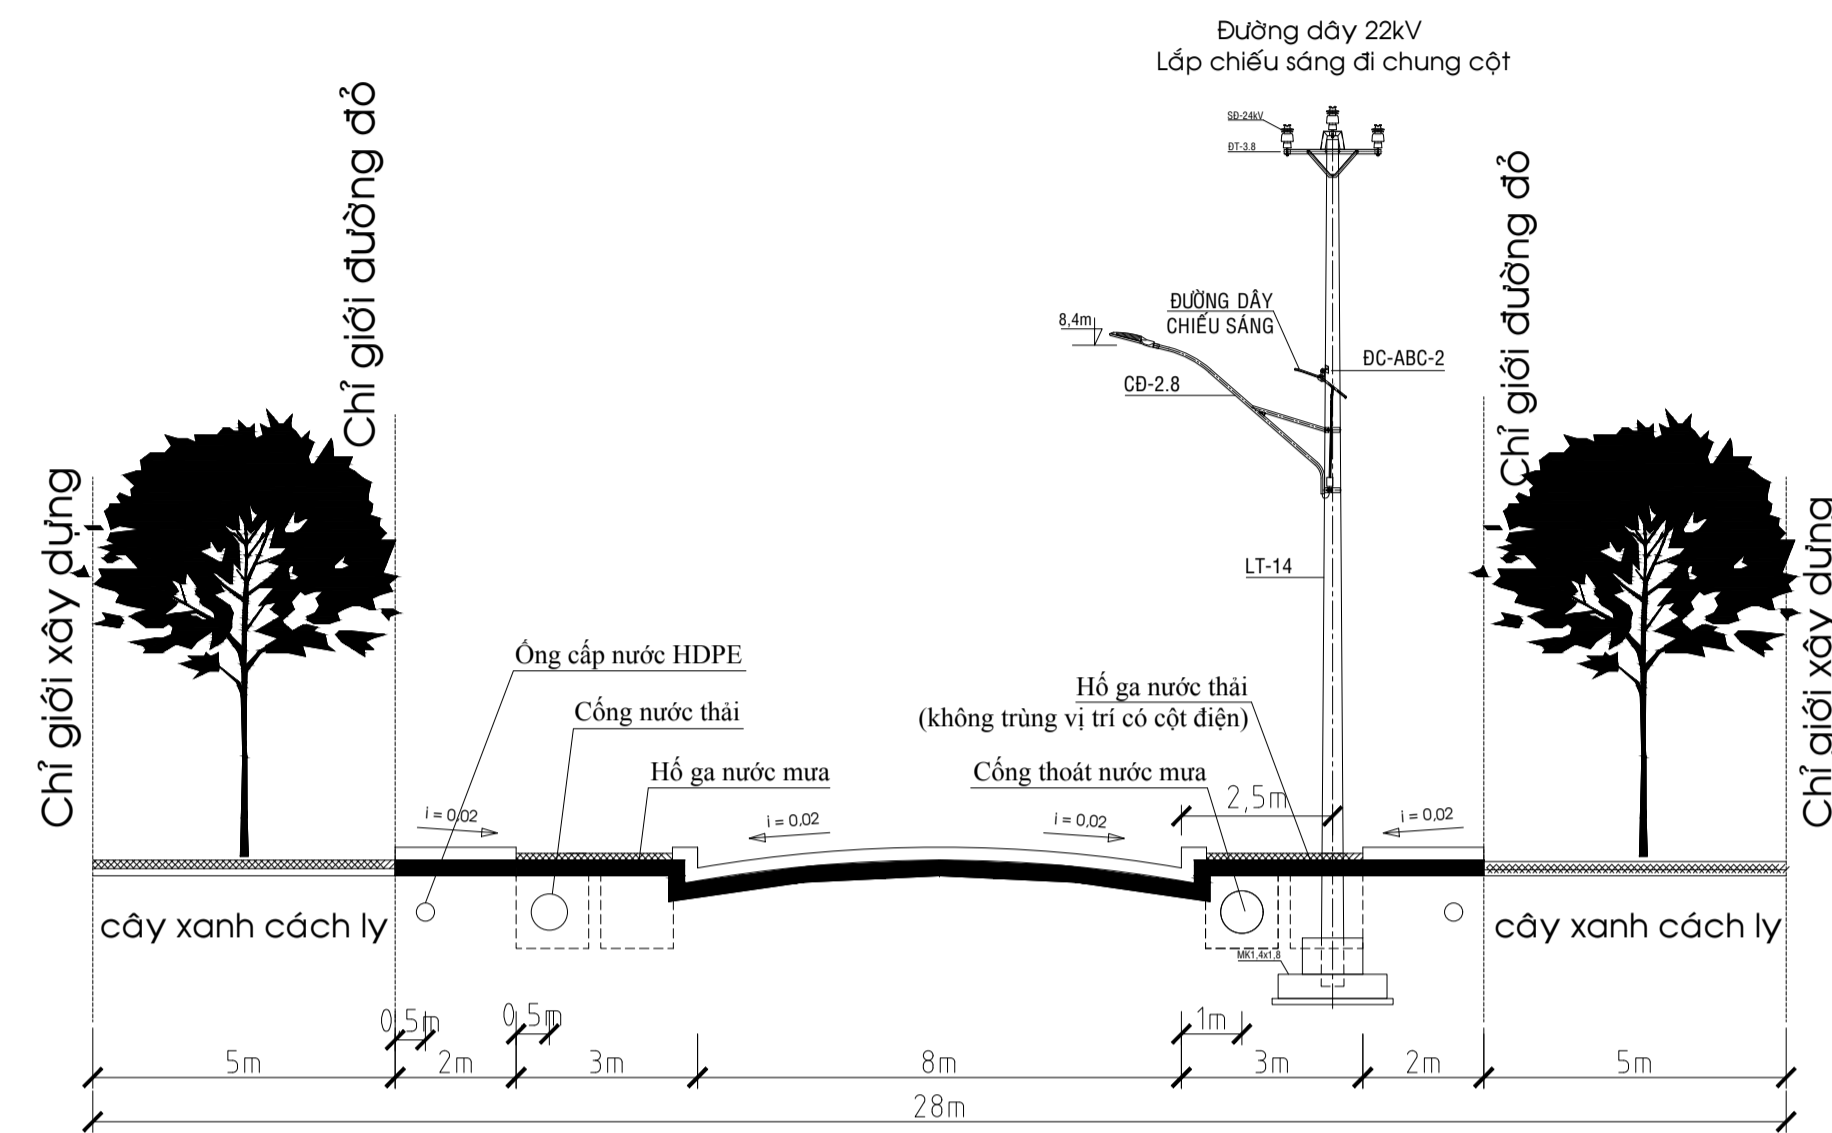 Đường dây 22kV
Lắp chiếu sáng đi chung cột
SĐ-24kV
ĐT-3.8
Chỉ giới đường đỏ
Chỉ giới đường đỏ
ĐƯỜNG DÂY
CHIẾU SÁNG
8,4m
ĐC-ABC-2
CĐ-2.8
Chỉ giới xây dựng
Chỉ giới xây dựng
LT-14
Ống cấp nước HDPE
Cống nước thải
Hố ga nước thải
(không trùng vị trí có cột điện)
Hố ga nước mưa
Cống thoát nước mưa
2,5m
i = 0,02
i = 0,02
i = 0,02
i = 0,02
cây xanh cách ly
cây xanh cách ly
MK1,4x1,8
0,5m
0,5m
1m
5m
2m
3m
8m
3m
2m
5m
28m